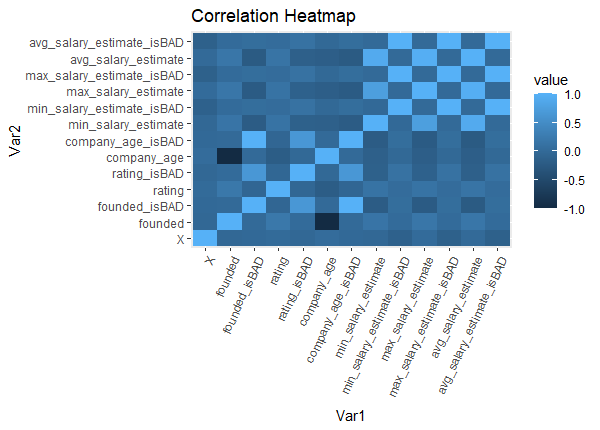 Correlation Heatmap
Var2
avg_salary_estimate_isBAD
avg_salary_estimate
max_salary_estimate_isBAD
max_salary_estimate
min_salary_estimate_isBAD
min_salary_estimate
company_age_isBAD
company_age
rating_isBAD
rating
founded_isBAD
founded
X
X
founded
founded_isBAD
rating
rating_isBAD
company_age
company_age_isBAD
min_salary_estimate
min_salary_estimate_isBAD
max_salary_estimate
max_salary_estimate_isBAD
avg_salary_estimate
avg_salary_estimate_isBAD
Var1
value
1.0
0.5
0.0
-0.5
-1.0